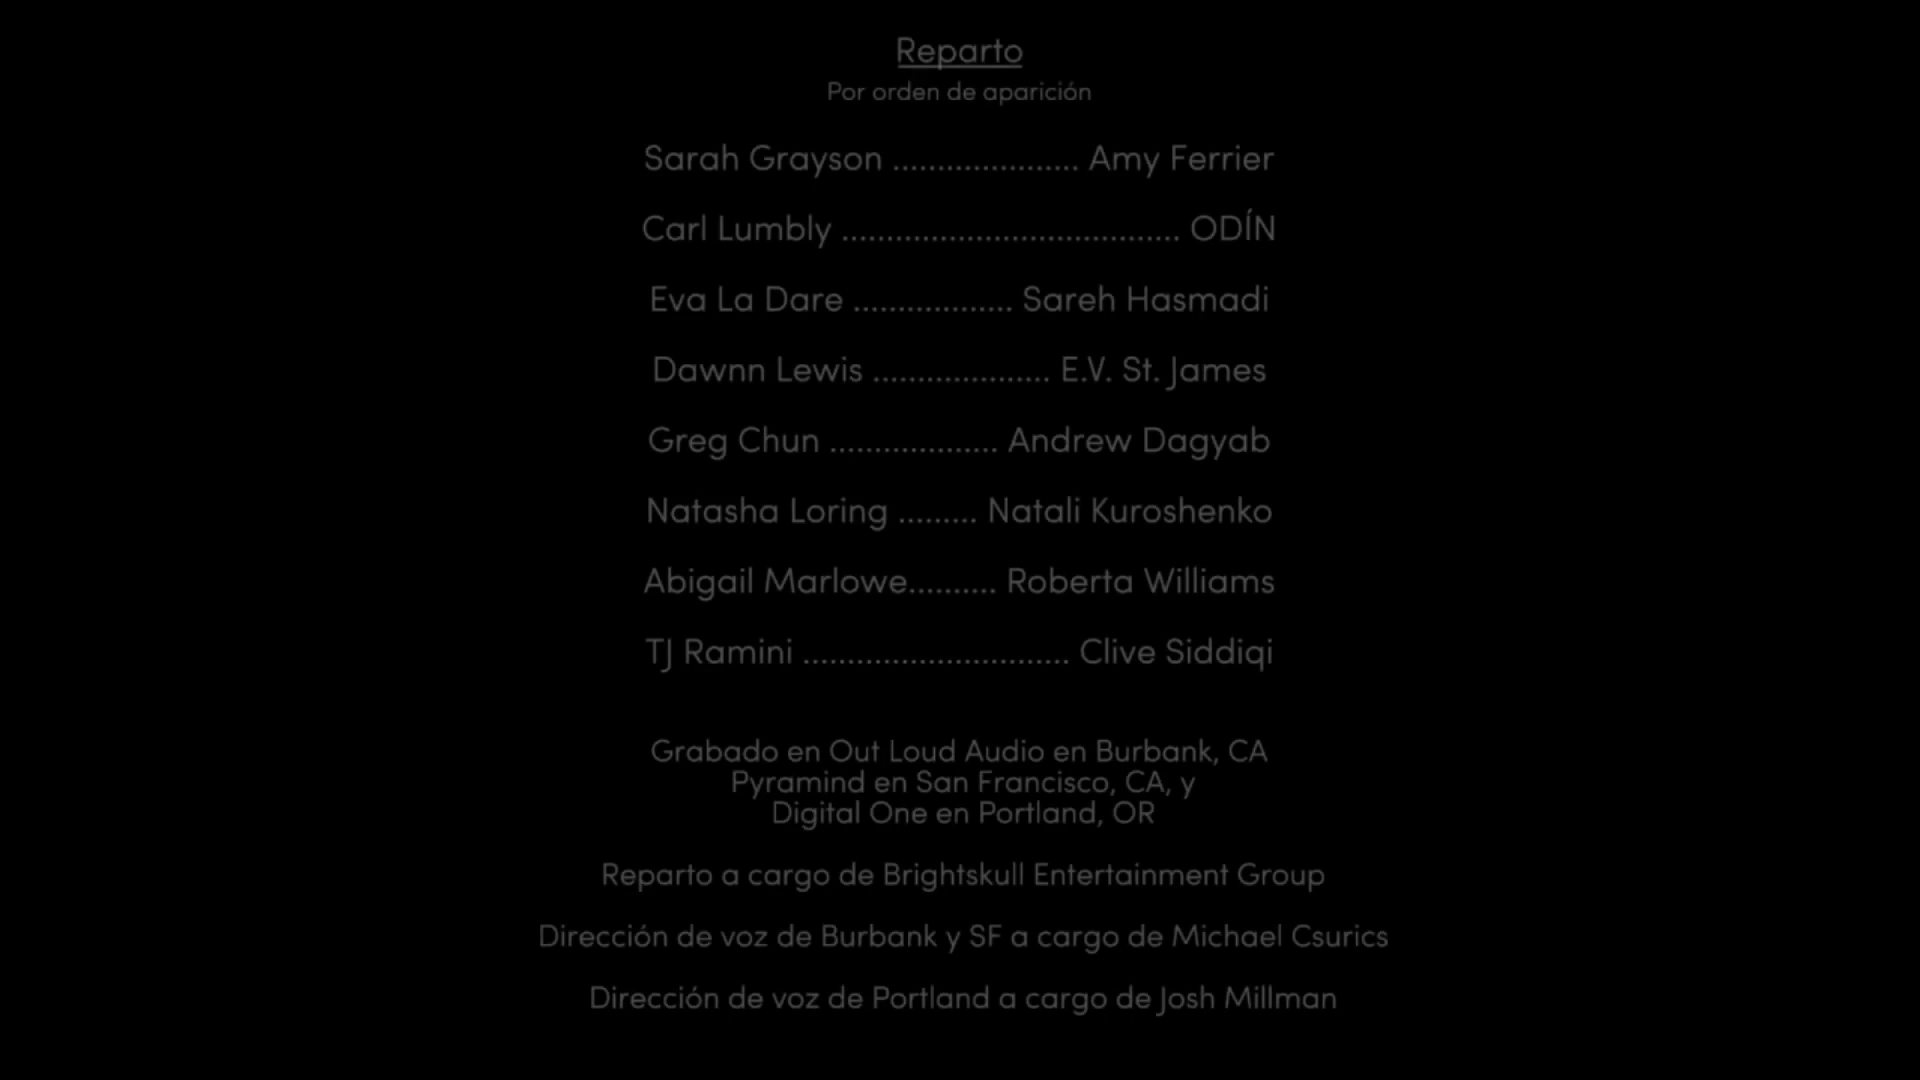 Reparto
Por orden de aparición
Sarah Grayson ..................... Amy Ferrier
Carl Lumbly ...................................... ODÍN
Eva La Dare .................. Sareh Hasmadi
Dawnn Lewis .................... E.V. St. James
Greg Chun ................... Andrew Dagyab
Natasha Loring ......... Natali Kuroshenko
Abigail Marlowe.......... Roberta Williams
TJ Ramini .............................. Clive Siddiqi
Grabado en Out Loud Audio en Burbank, CA
Pyramind en San Francisco, CA, y
Digital One en Portland, OR
Reparto a cargo de Brightskull Entertainment Group
Dirección de voz de Burbank y SF a cargo de Michael Csurics
Dirección de voz de Portland a cargo de Josh Millman